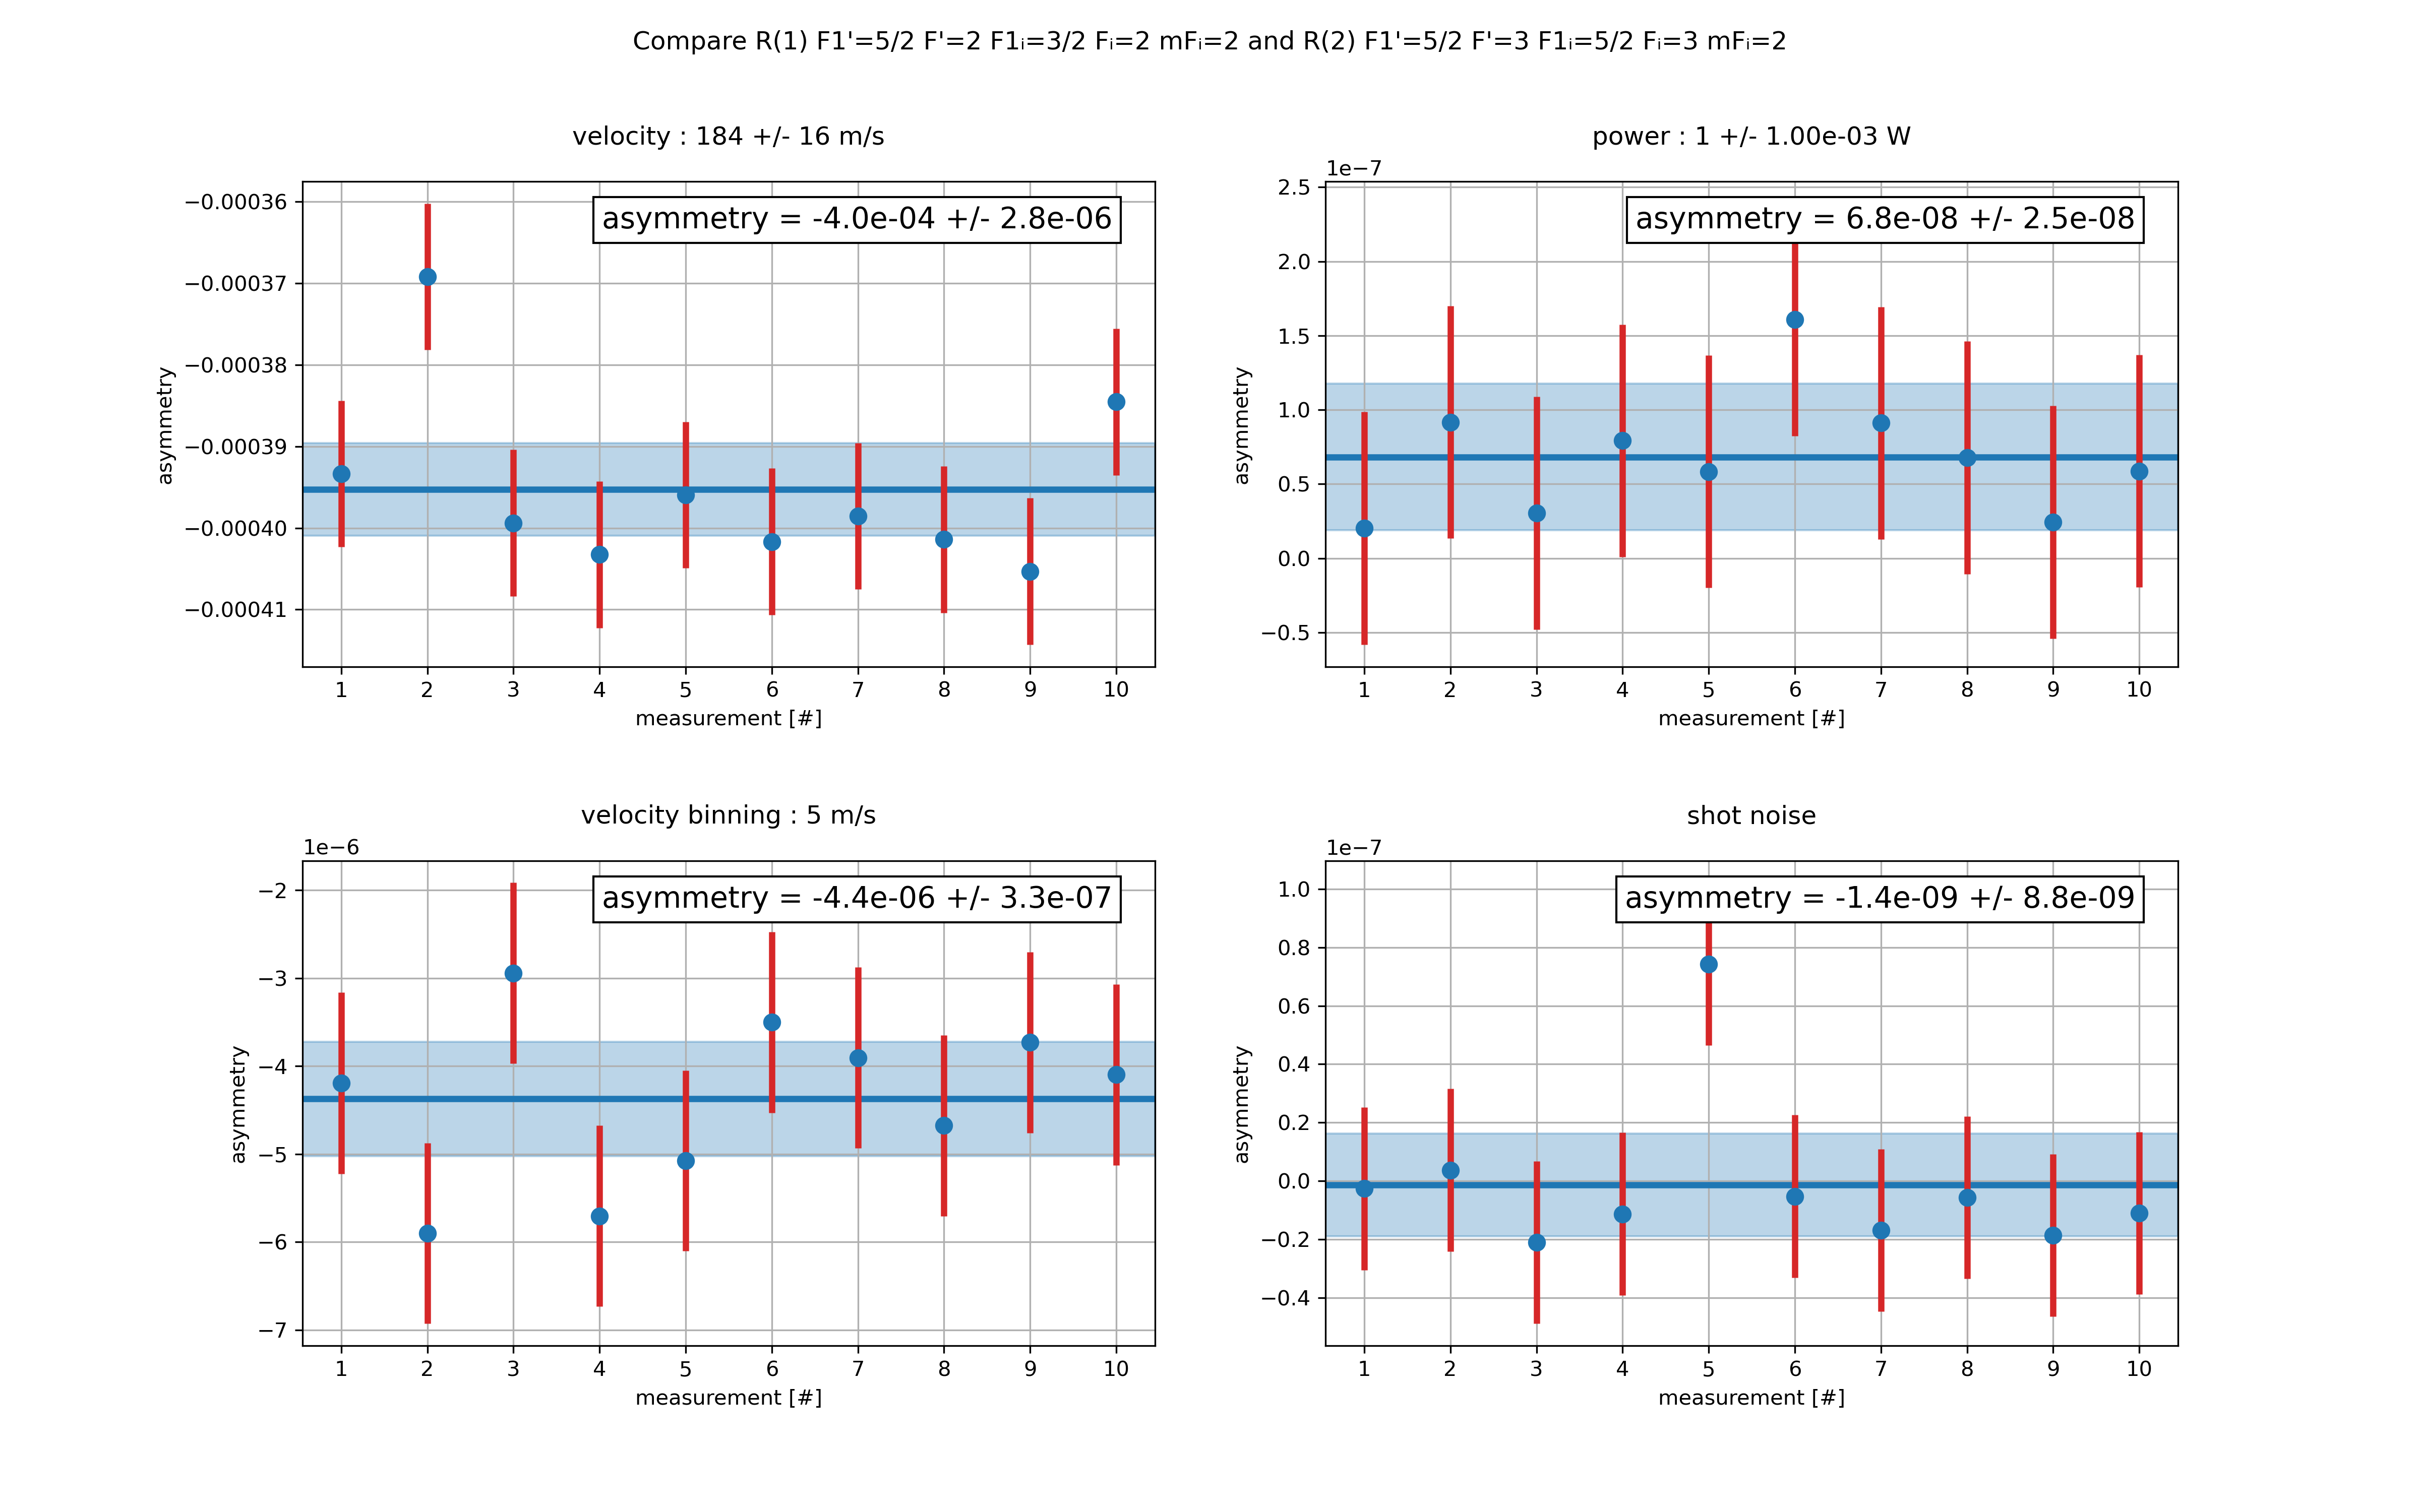 Compare R(1) F1'=5/2 F'=2 F1ᵢ=3/2 Fᵢ=2 mFᵢ=2 and R(2) F1'=5/2 F'=3 F1ᵢ=5/2 Fᵢ=3 mFᵢ=2
velocity : 184 +/- 16 m/s
asymmetry = -4.0e-04 +/- 2.8e-06
−0.00036
−0.00037
−0.00038
−0.00039
−0.00040
−0.00041
asymmetry
1 2 3 4 5 6 7 8 9 10
measurement [#]
power : 1 +/- 1.00e-03 W
1e−7
asymmetry = 6.8e-08 +/- 2.5e-08
2.5
2.0
1.5
1.0
0.5
0.0
−0.5
asymmetry
1 2 3 4 5 6 7 8 9 10
measurement [#]
velocity binning : 5 m/s
1e−6
asymmetry = -4.4e-06 +/- 3.3e-07
−2
−3
−4
−5
−6
−7
asymmetry
1 2 3 4 5 6 7 8 9 10
measurement [#]
shot noise
1e−7
asymmetry = -1.4e-09 +/- 8.8e-09
1.0
0.8
0.6
0.4
0.2
0.0
−0.2
−0.4
asymmetry
1 2 3 4 5 6 7 8 9 10
measurement [#]